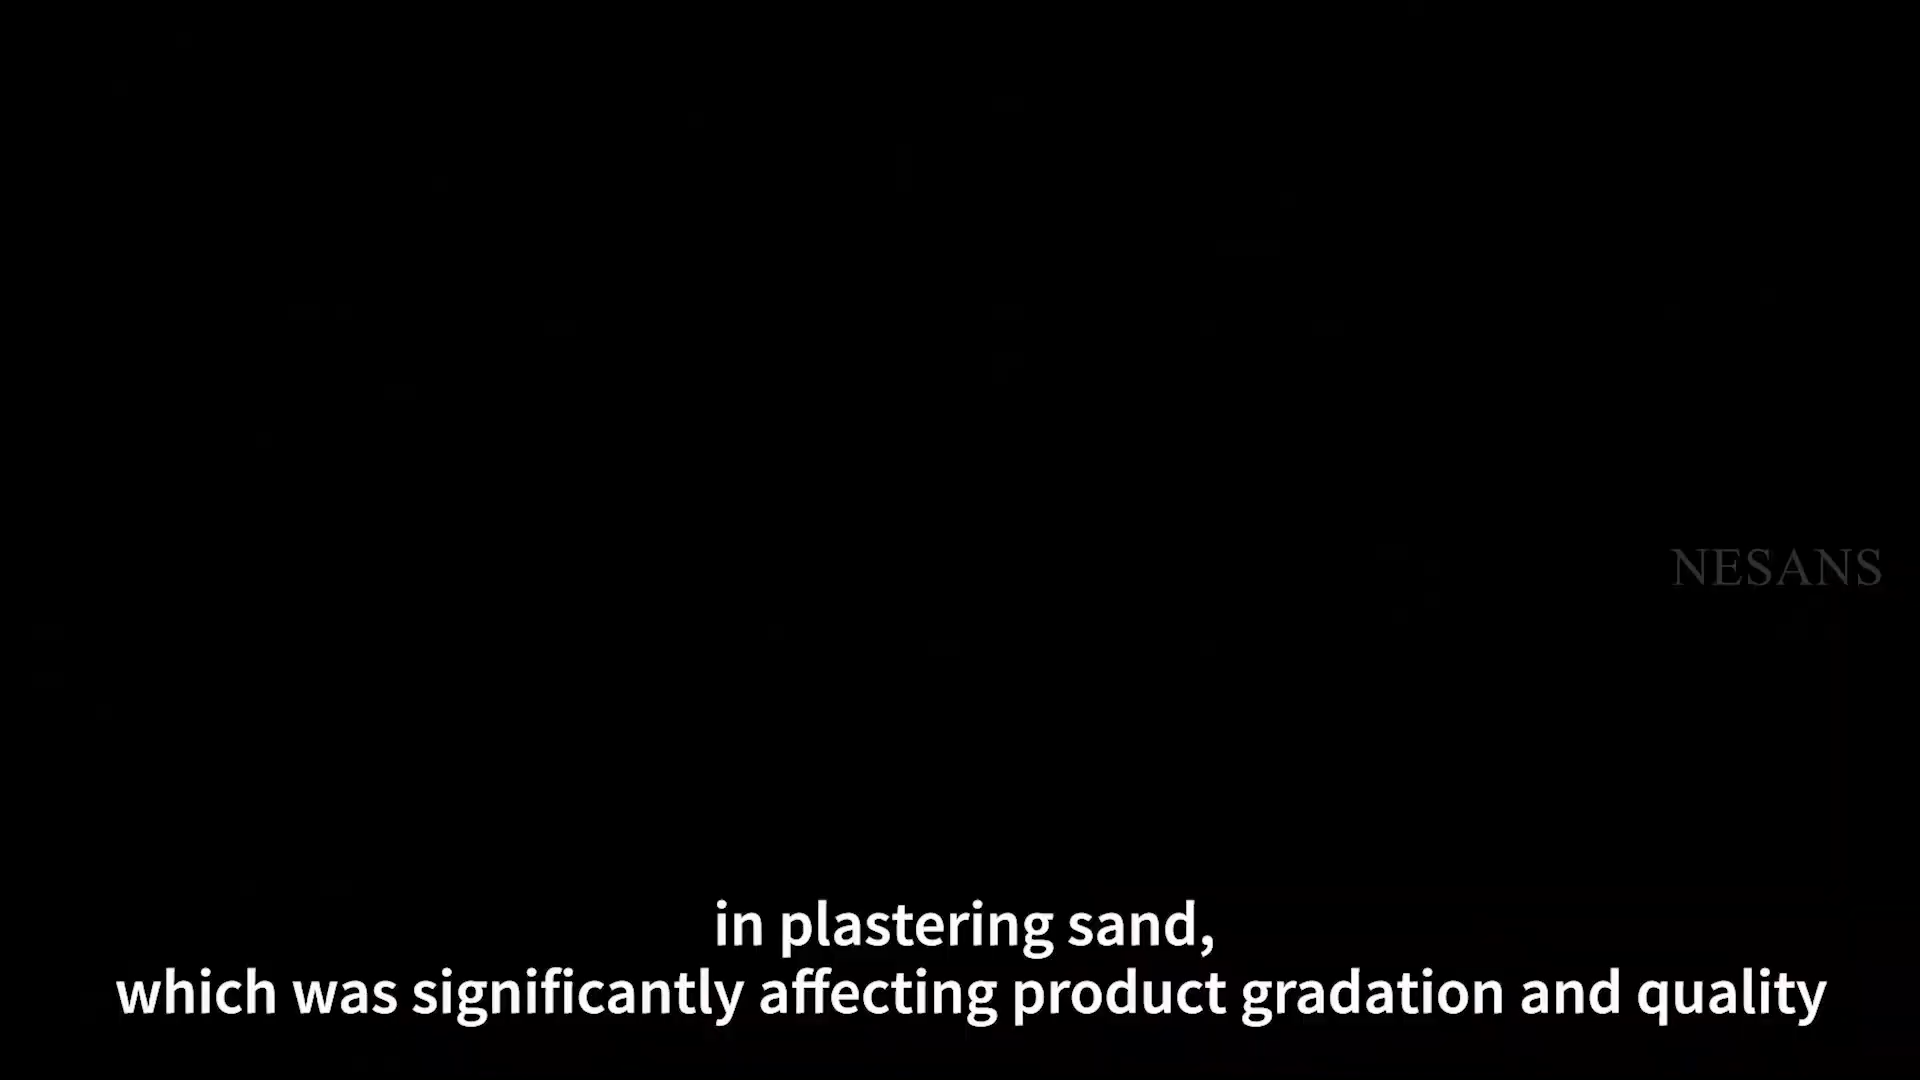 NESANS
in plastering sand,
which was significantly affecting product gradation and quality